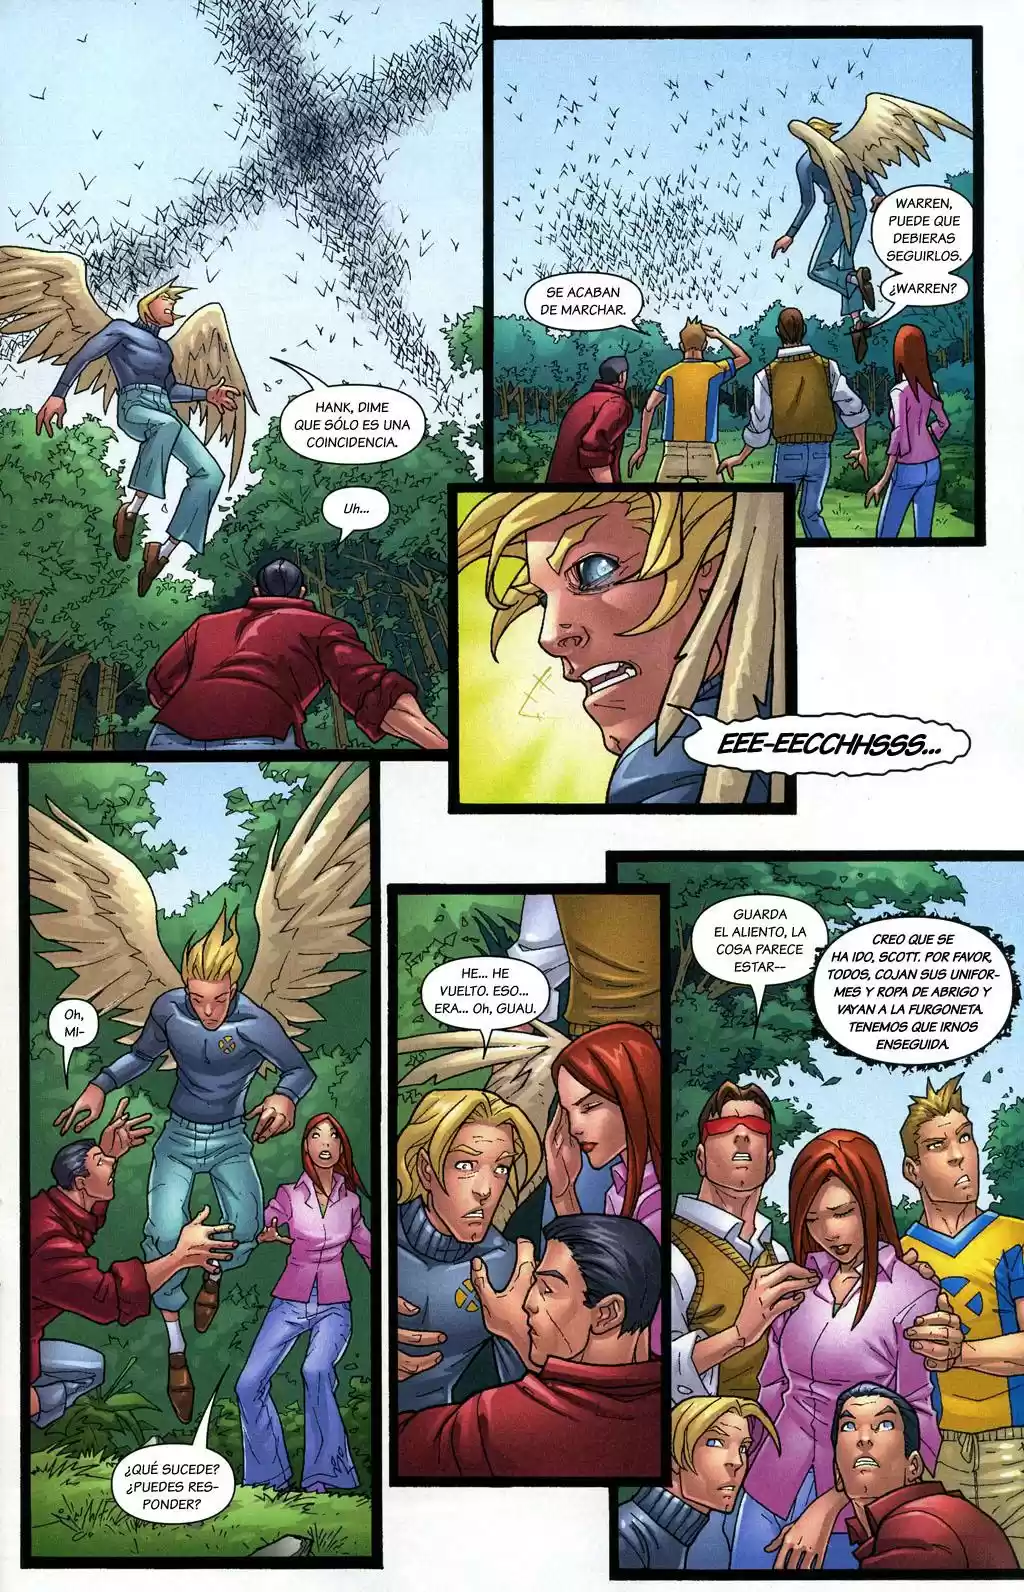 HANK, DIME
QUE SÓLO ES UNA
COINCIDENCIA.
Uh...
SE ACABAN
DE MARCHAR.
WARREN,
PUEDE QUE
DEBIERAS
SEGUIRLOS.
¿WARREN?
EEE-EECCHHSSS...
Oh,
MI-
¿QUÉ SUCEDE?
¿PUEDES RES-
PONDER?
HE... HE
VUELTO. ESO...
ERA... Oh, GUAU.
GUARDA
EL ALIENTO, LA
COSA PARECE
ESTAR--
CREO QUE SE
HA IDO, SCOTT. POR FAVOR,
TODOS, COJAN SUS UNIFOR-
MES Y ROPA DE ABRIGO Y
VAYAN A LA FURGONETA.
TENEMOS QUE IRNOS
ENSEGUIDA.